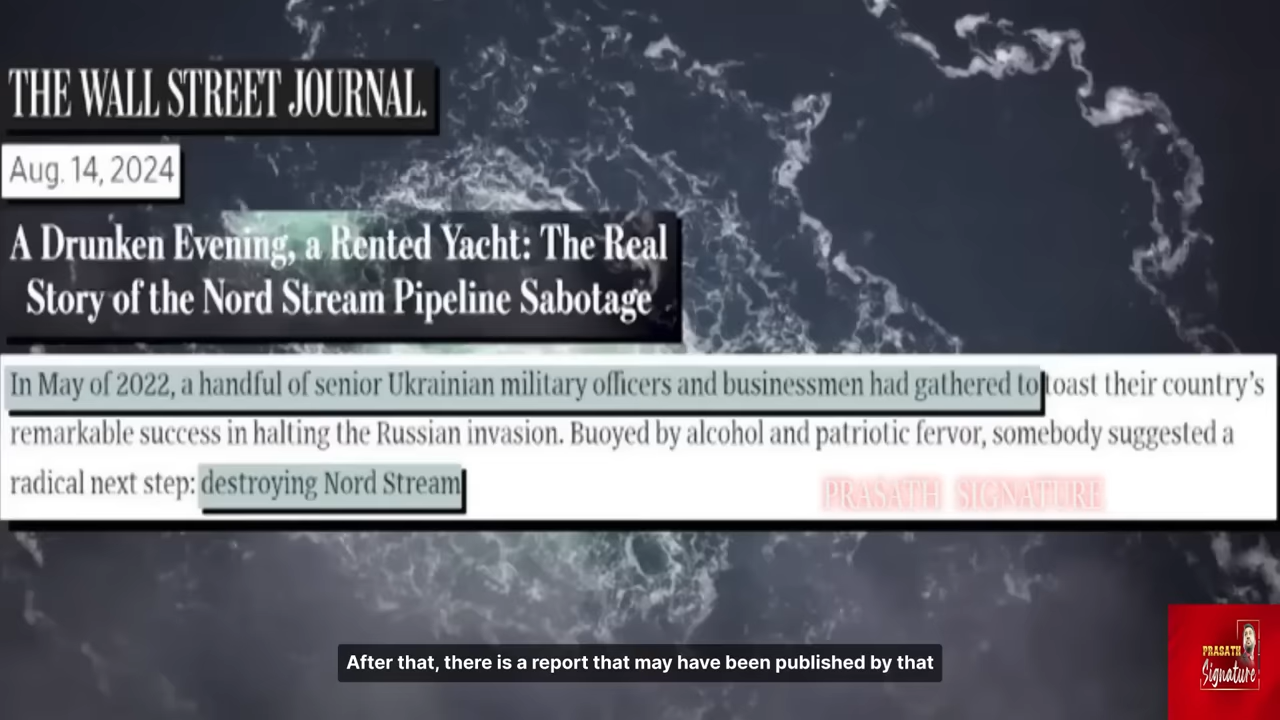 THE WALL STREET JOURNAL.
Aug. 14, 2024
A Drunken Evening, a Rented Yacht: The Real
Story of the Nord Stream Pipeline Sabotage
In May of 2022, a handful of senior Ukrainian military officers and businessmen had gathered to toast their country's
remarkable success in halting the Russian invasion. Buoyed by alcohol and patriotic fervor, somebody suggested a
radical next step: destroying Nord Stream
PRASATH SIGNATURE
After that, there is a report that may have been published by that
PRASATH
Signature